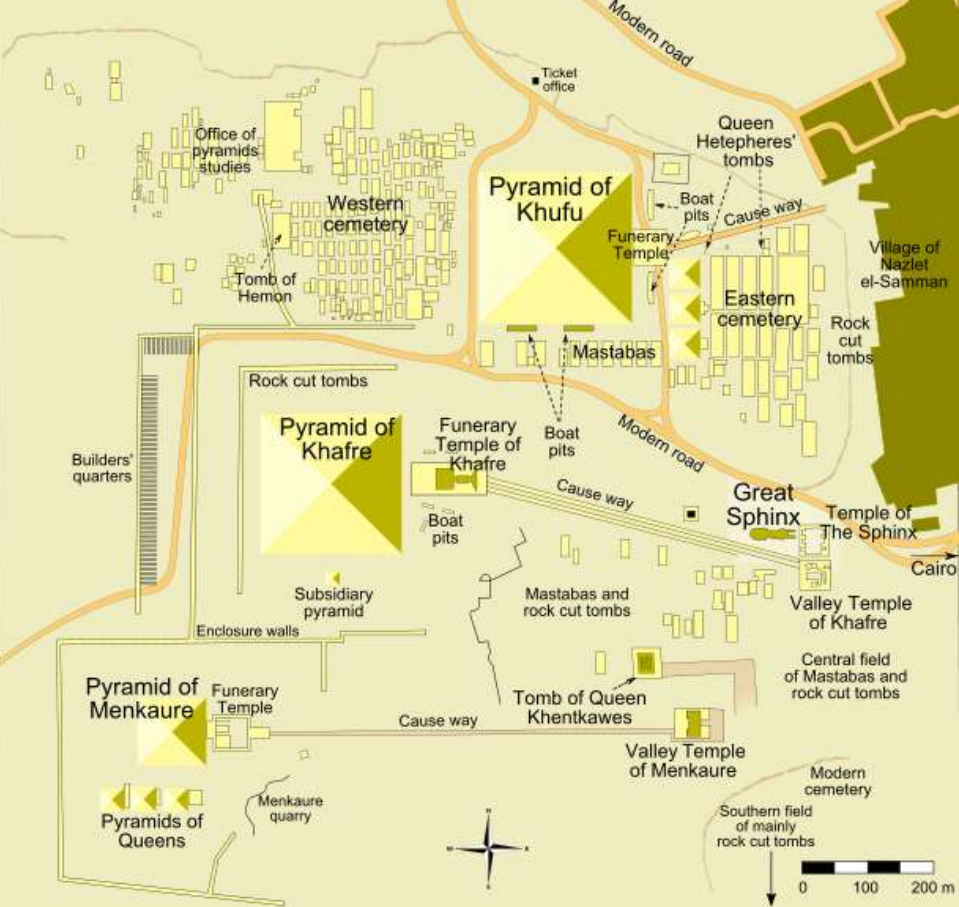 Modern road
Ticket
office
Queen
Hetepheres'
tombs
Office of
pyramids
studies
Pyramid of
Khufu
Boat
pits
Cause way
Western
cemetery
Funerary
Temple
Village of
Nazlet
el-Samman
Tomb of
Hemon
Eastern
cemetery
Rock
cut
tombs
Mastabas
Rock cut tombs
Pyramid of
Khafre
Funerary
Temple of
Khafre
Boat
pits
Modern road
Builders'
quarters
Cause way
Great
Sphinx
Temple of
The Sphinx
Boat
pits
Cairo
Subsidiary
pyramid
Mastabas and
rock cut tombs
Valley Temple
of Khafre
Enclosure walls
Central field
of Mastabas and
rock cut tombs
Pyramid of
Menkaure
Funerary
Temple
Tomb of Queen
Khentkawes
Cause way
Valley Temple
of Menkaure
Modern
cemetery
Menkaure
quarry
Southern field
of mainly
rock cut tombs
Pyramids of
Queens
0 100 200 m